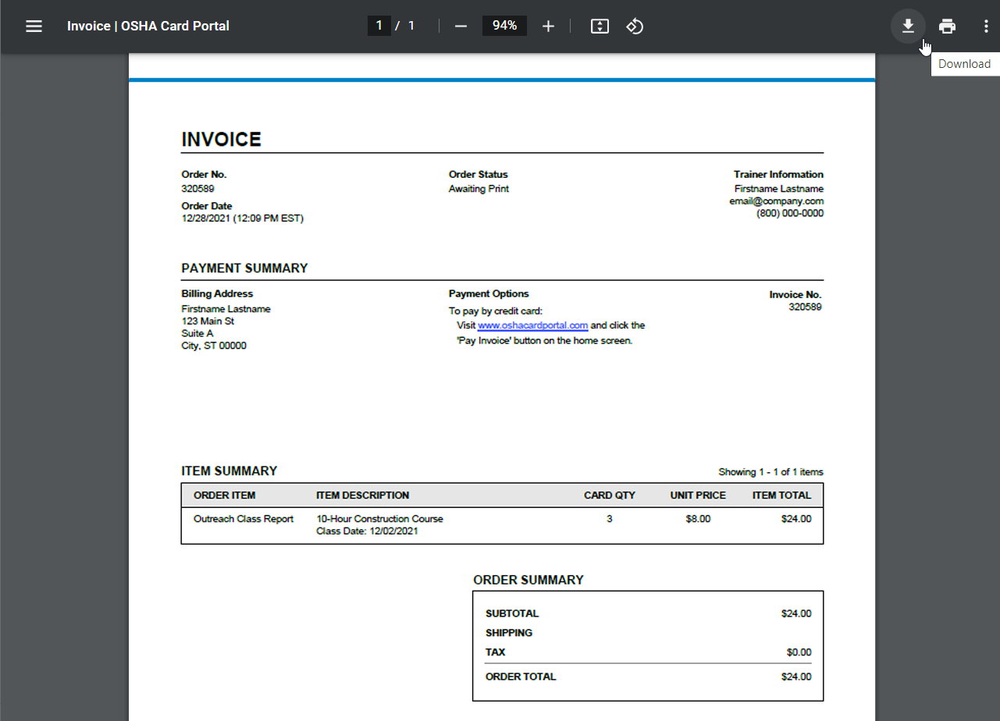 Invoice | OSHA Card Portal
1 / 1
94%
Download
INVOICE
Order No.
320589
Order Date
12/28/2021 (12:09 PM EST)
Order Status
Awaiting Print
Trainer Information
Firstname Lastname
email@company.com
(800) 000-0000
PAYMENT SUMMARY
Billing Address
Firstname Lastname
123 Main St
Suite A
City, ST 00000
Payment Options
To pay by credit card:
Visit www.oshacardportal.com and click the
'Pay Invoice' button on the home screen.
Invoice No.
320589
ITEM SUMMARY
Showing 1 - 1 of 1 items
ORDER ITEM ITEM DESCRIPTION CARD QTY UNIT PRICE ITEM TOTAL
Outreach Class Report 10-Hour Construction Course 3 $8.00 $24.00
Class Date: 12/02/2021
ORDER SUMMARY
SUBTOTAL $24.00
SHIPPING
TAX $0.00
ORDER TOTAL $24.00